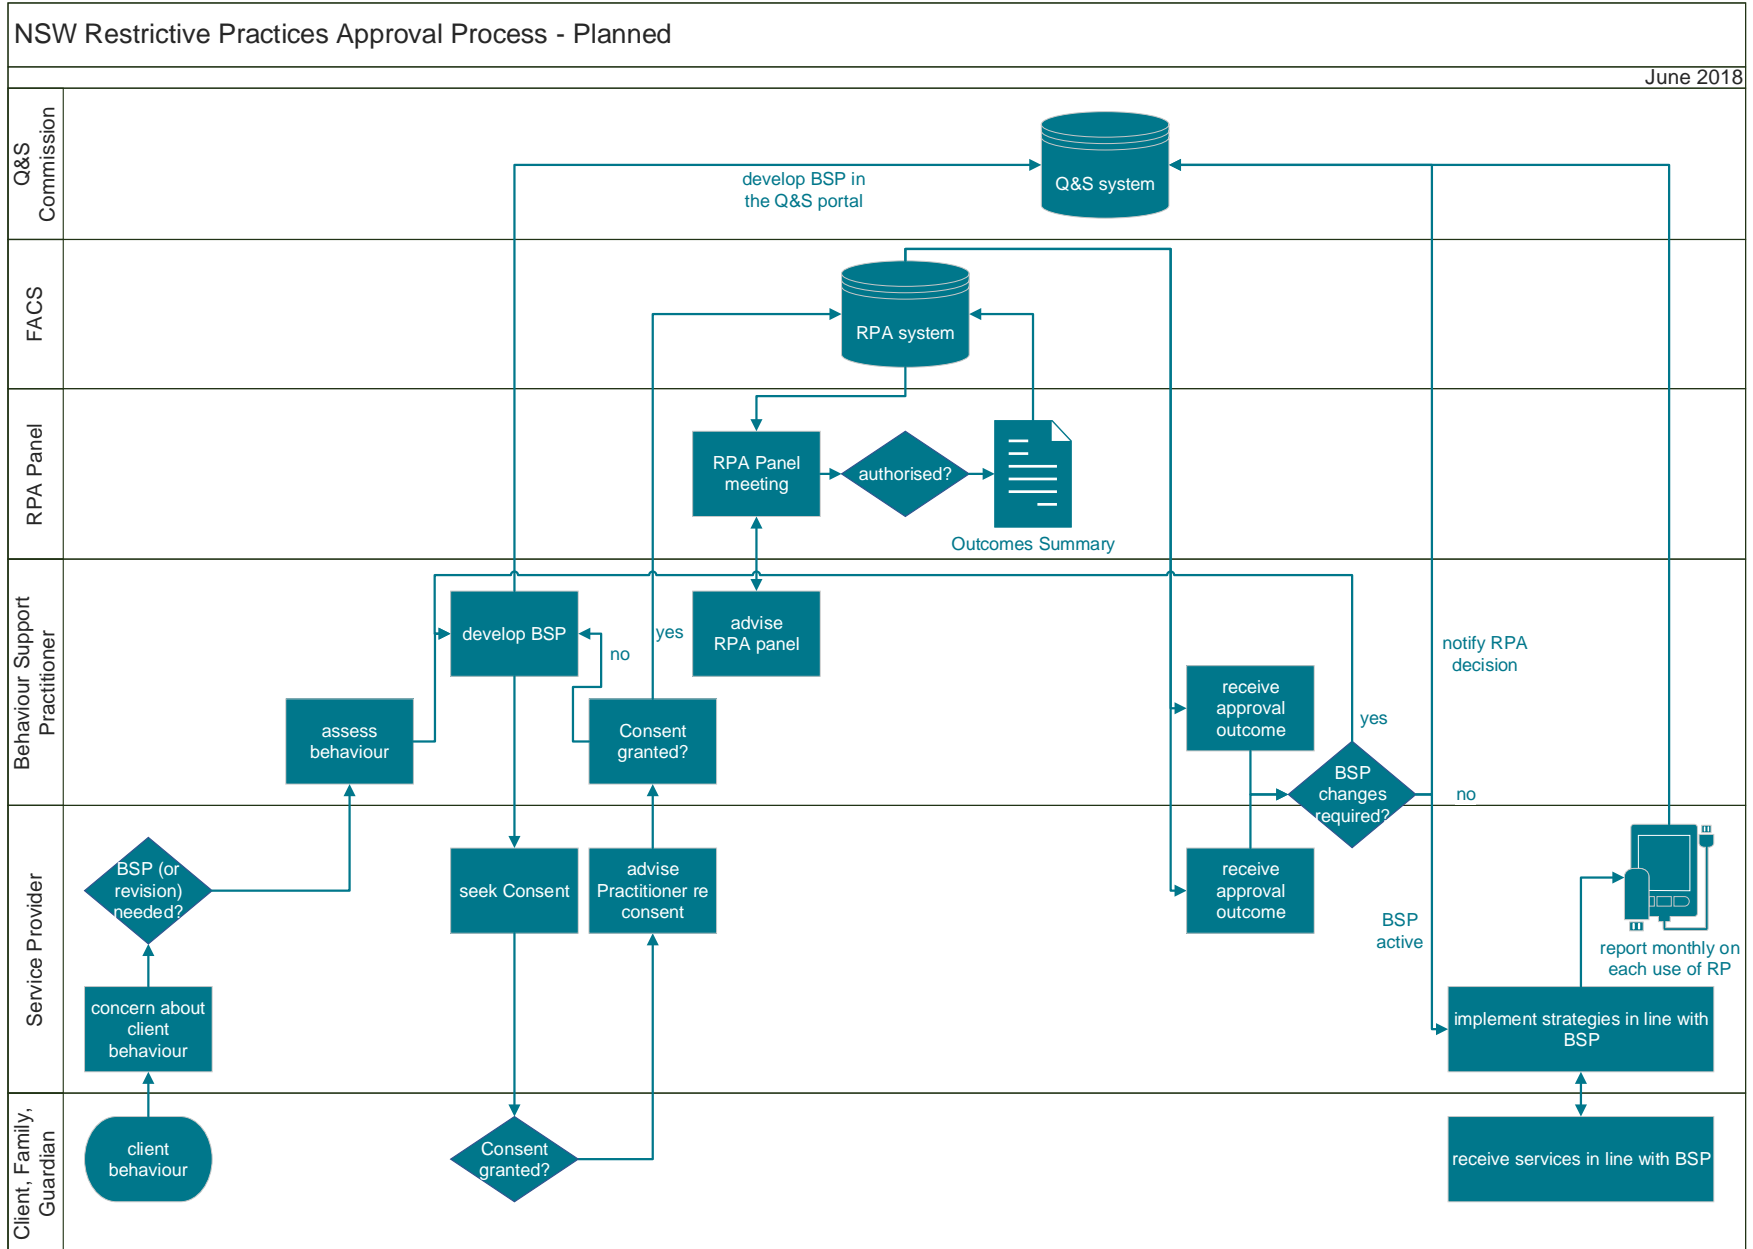 NSW Restrictive Practices Approval Process - Planned
June 2018
Q&S
Commission
Q&S system
develop BSP in
the Q&S portal
FACS
RPA system
RPA Panel
RPA Panel
meeting
authorised?
Outcomes Summary
Behaviour Support
Practitioner
develop BSP
no
yes
advise
RPA panel
assess
behaviour
Consent
granted?
receive
approval
outcome
yes
notify RPA
decision
BSP
changes
required?
no
Service Provider
BSP (or
revision)
needed?
seek Consent
advise
Practitioner re
consent
receive
approval
outcome
BSP
active
report monthly on
each use of RP
concern about
client
behaviour
implement strategies in line with
BSP
Client, Family,
Guardian
client
behaviour
Consent
granted?
receive services in line with BSP